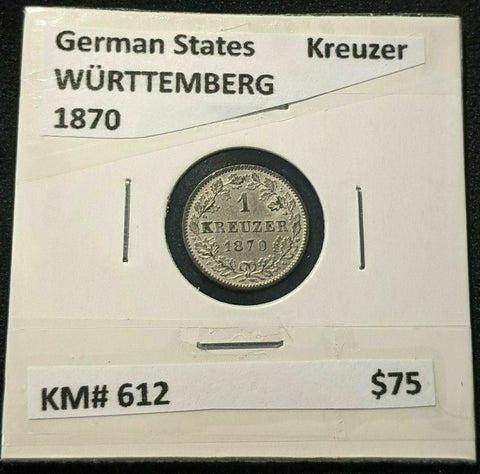 German States Kreuzer
WÜRTTEMBERG
1870
1
KREUZER
1870
KM# 612 $75